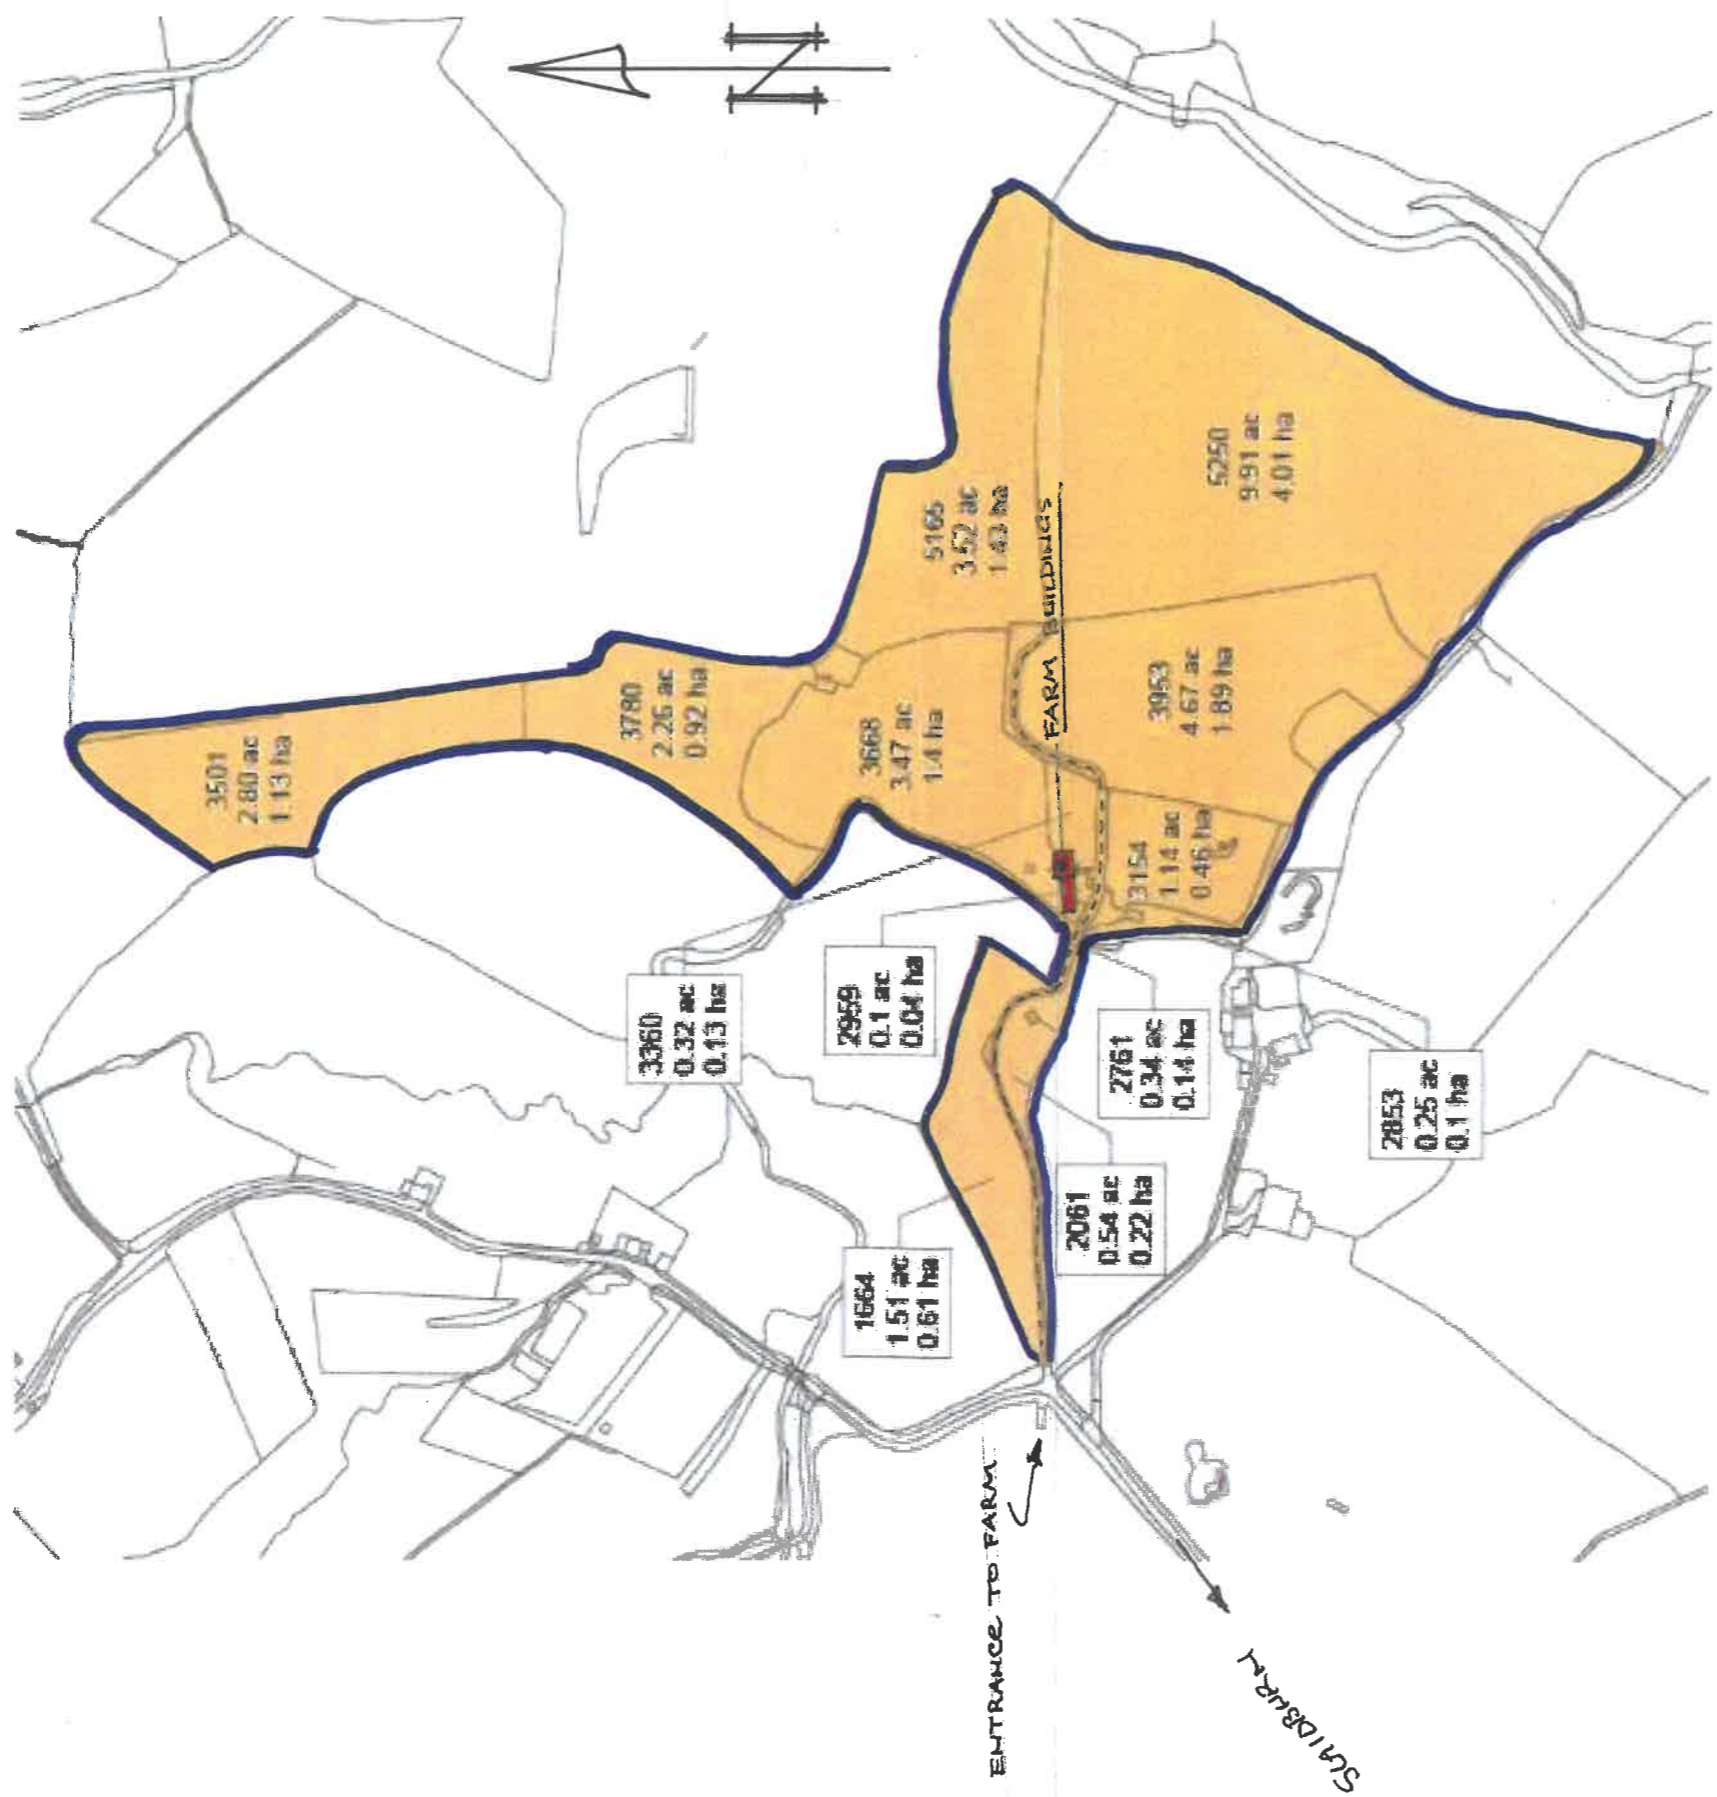 N
3501
2.80 ac
1.13 ha
3780
2.26 ac
0.92 ha
3668
3.47 ac
1.4 ha
5165
3.52 ac
1.43 ha
FARM BUILDINGS
5250
9.91 ac
4.01 ha
3953
4.67 ac
1.89 ha
3154
1.14 ac
0.46 ha
3360
0.32 ac
0.13 ha
2959
0.1 ac
0.04 ha
2761
0.34 ac
0.14 ha
2853
0.25 ac
0.1 ha
2061
0.54 ac
0.22 ha
1664
1.51 ac
0.61 ha
ENTRANCE TO FARM
SLAIDBURN